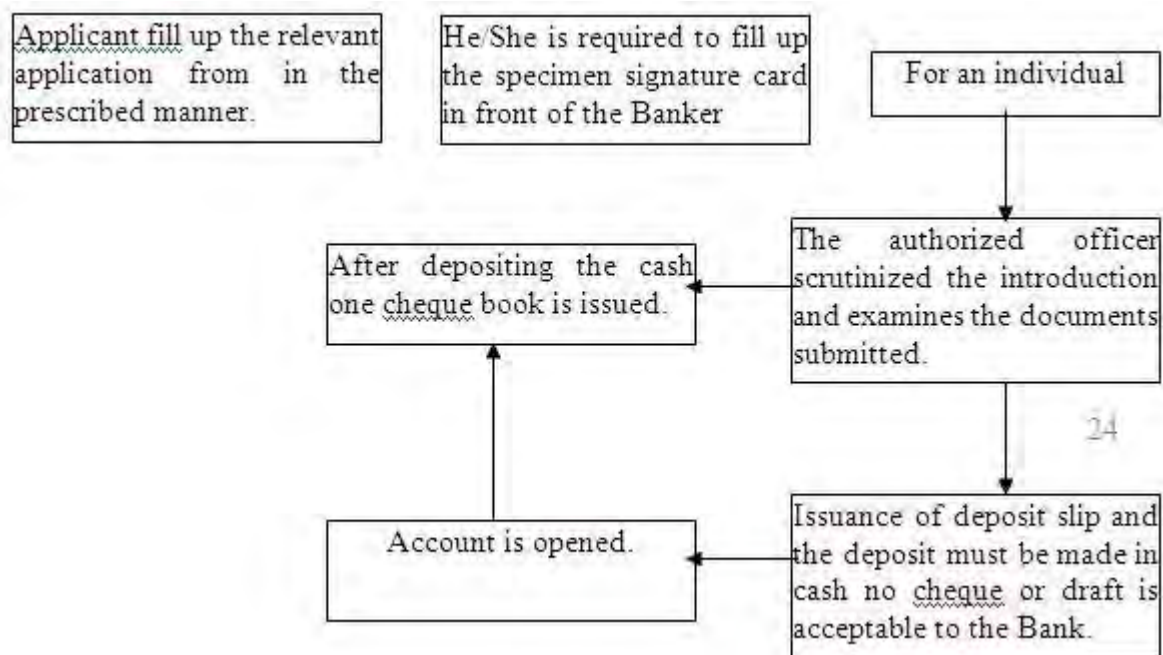 Applicant fill up the relevant
application from in the
prescribed manner.
He/She is required to fill up
the specimen signature card
in front of the Banker
For an individual
The authorized officer
scrutinized the introduction
and examines the documents
submitted.
After depositing the cash
one cheque book is issued.
24
Issuance of deposit slip and
the deposit must be made in
cash no cheque or draft is
acceptable to the Bank.
Account is opened.